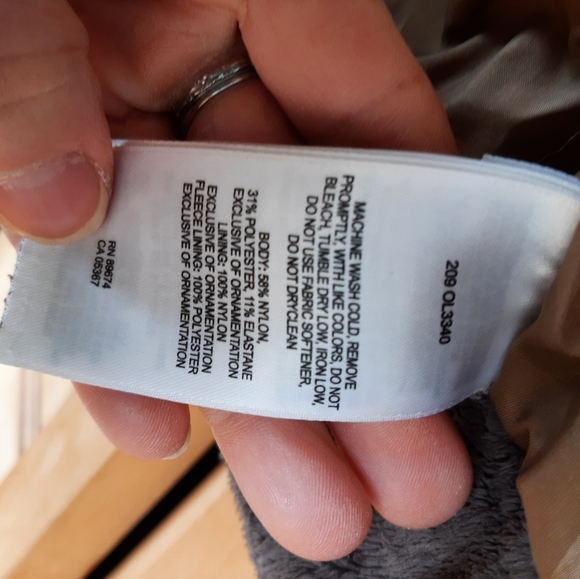 209 OL3340
MACHINE WASH COLD, REMOVE
PROMPTLY, WITH LIKE COLORS, DO NOT
BLEACH, TUMBLE DRY LOW, IRON LOW,
DO NOT USE FABRIC SOFTENER,
DO NOT DRYCLEAN
BODY: 58% NYLON,
31% POLYESTER, 11% ELASTANE
EXCLUSIVE OF ORNAMENTATION
LINING: 100% NYLON
EXCLUSIVE OF ORNAMENTATION
FLEECE LINING: 100% POLYESTER
EXCLUSIVE OF ORNAMENTATION
RN 69674
CA 05367